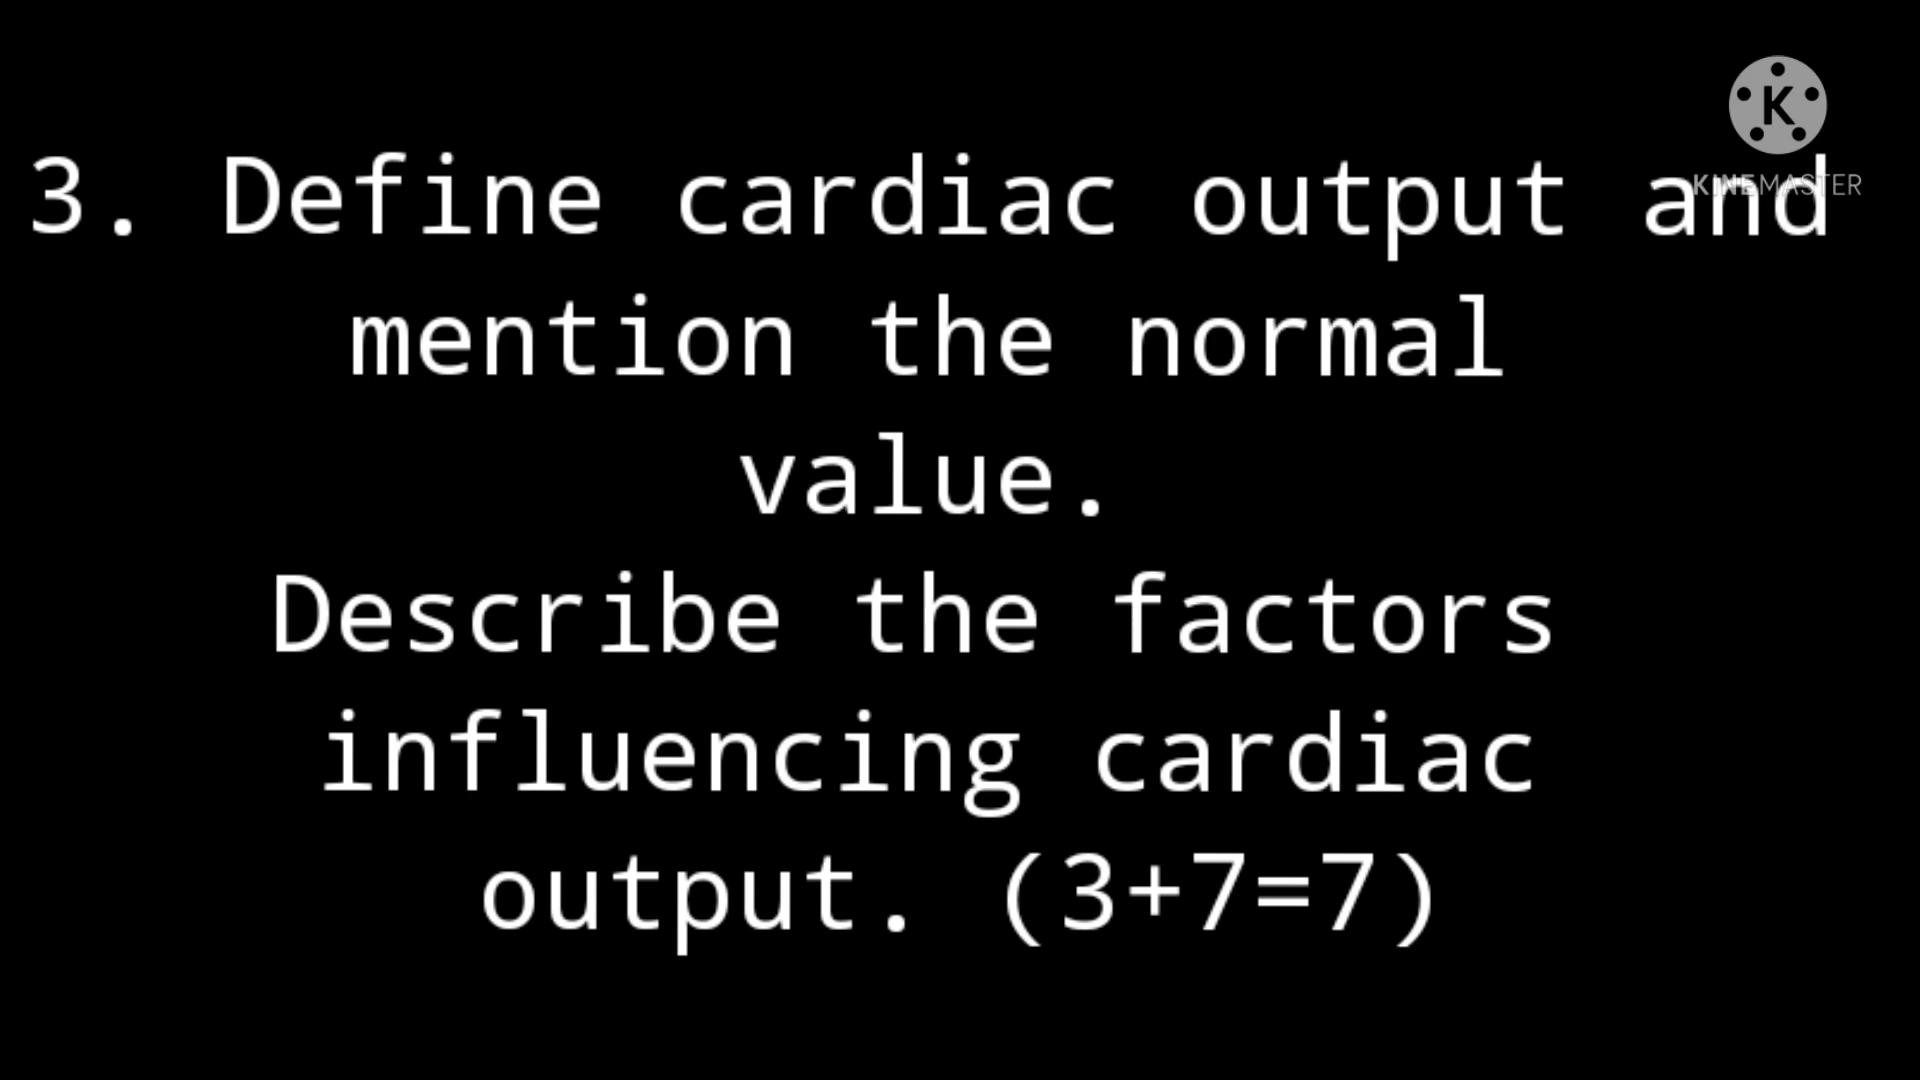 K
KINEMASTER
3. Define cardiac output and
mention the normal
value.
Describe the factors
influencing cardiac
output. (3+7=7)